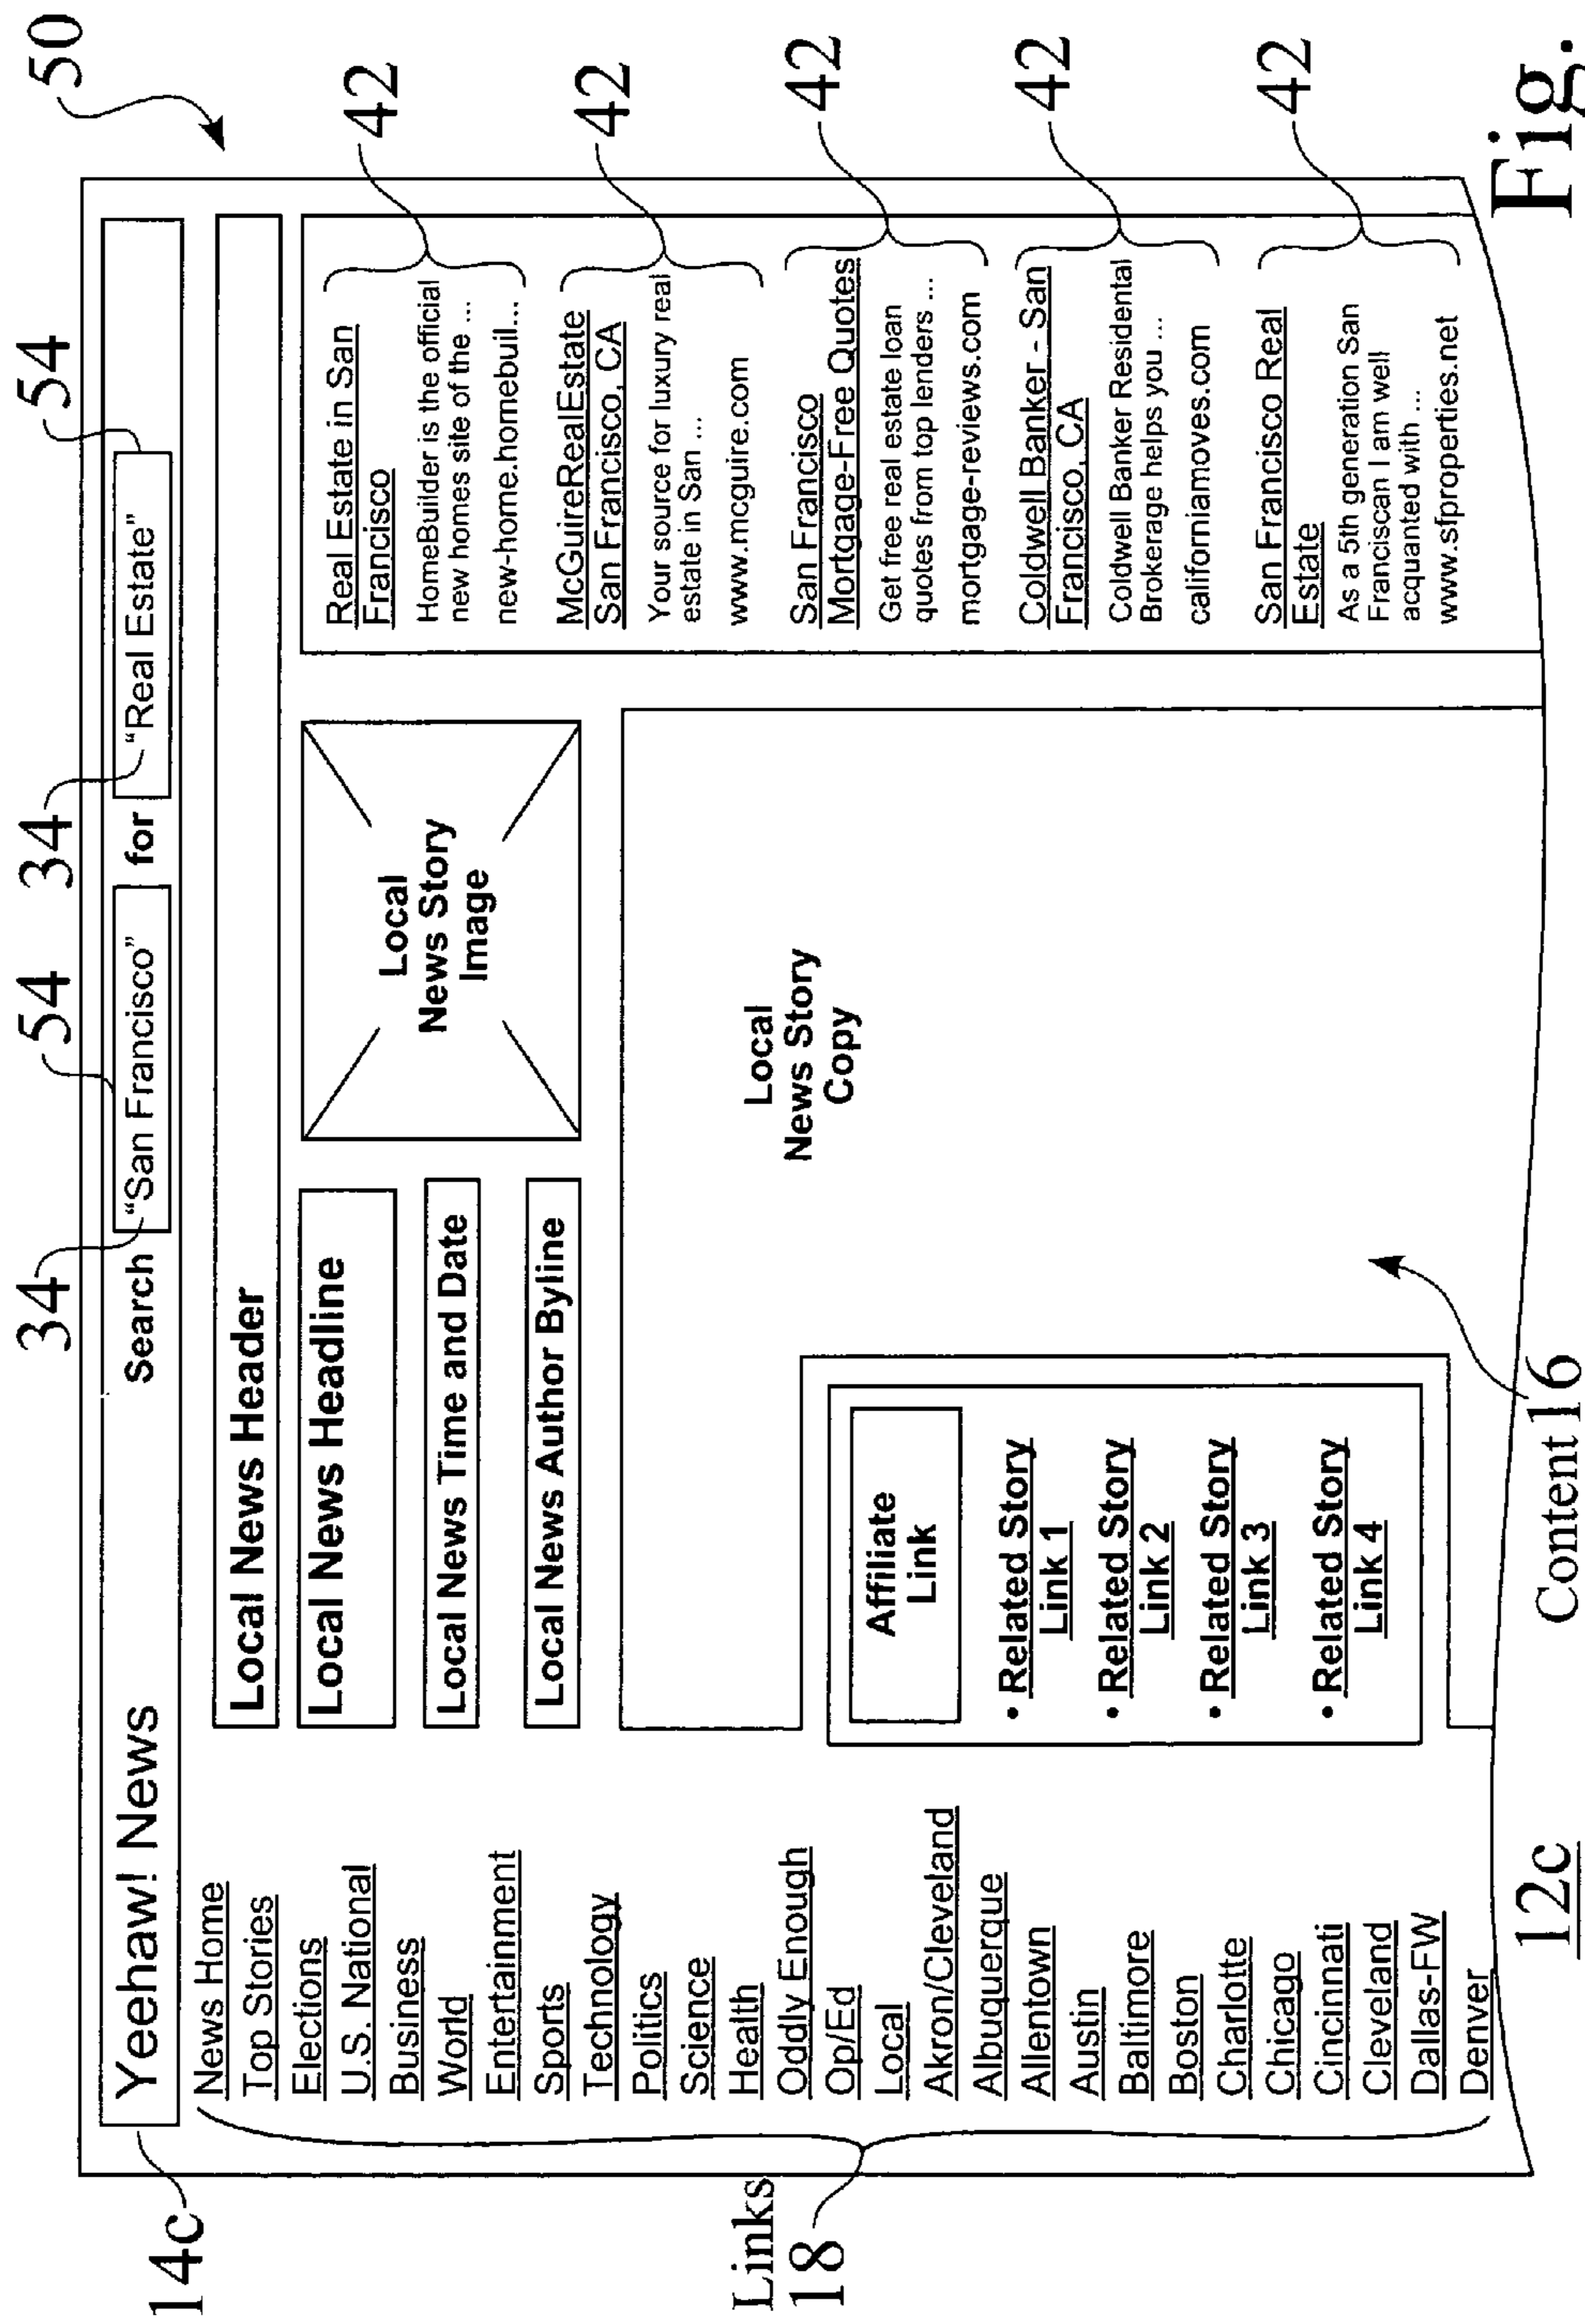 50
54
34
54
34
14c
Yeehaw! News
Search “San Francisco” for “Real Estate”
Links
18
News Home
Top Stories
Elections
U.S. National
Business
World
Entertainment
Sports
Technology
Politics
Science
Health
Oddly Enough
Op/Ed
Local
Akron/Cleveland
Albuquerque
Allentown
Austin
Baltimore
Boston
Charlotte
Chicago
Cincinnati
Cleveland
Dallas-FW
Denver
Local News Header
Local News Headline
Local News Time and Date
Local News Author Byline
Local
News Story
Image
Local
News Story
Copy
Affiliate
Link
• Related Story
Link 1
• Related Story
Link 2
• Related Story
Link 3
• Related Story
Link 4
Real Estate in San
Francisco
HomeBuilder is the official
new homes site of the ...
new-home.homebuil...
42
McGuireRealEstate
San Francisco, CA
Your source for luxury real
estate in San ...
www.mcguire.com
42
San Francisco
Mortgage-Free Quotes
Get free real estate loan
quotes from top lenders ...
mortgage-reviews.com
42
Coldwell Banker - San
Francisco, CA
Coldwell Banker Residental
Brokerage helps you ...
californiamoves.com
42
San Francisco Real
Estate
As a 5th generation San
Franciscan I am well
acquanted with ...
www.sfproperties.net
42
12c
Content 16
Fig.